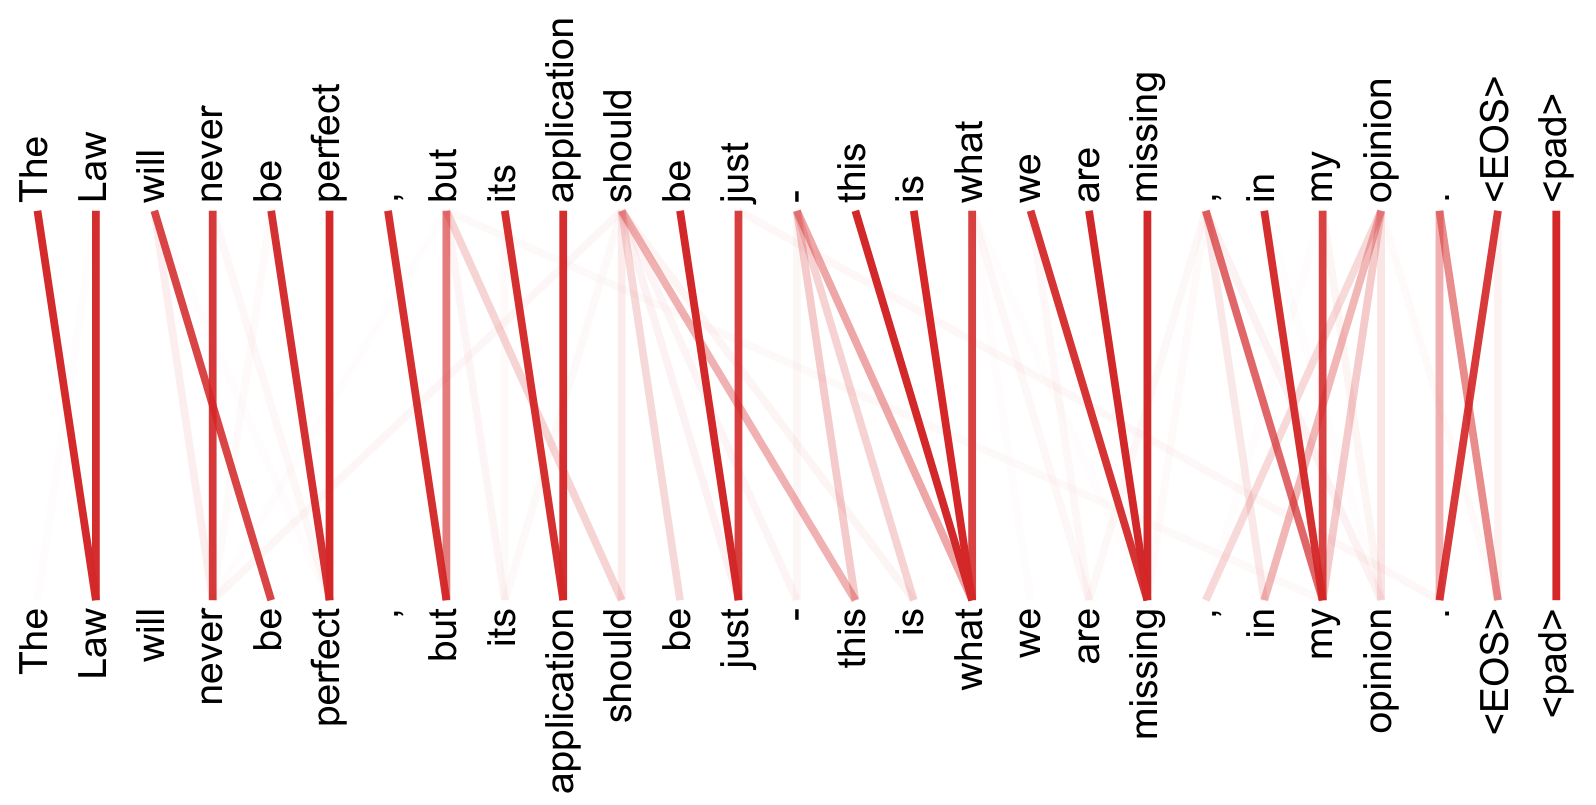 The Law will never be perfect , but its application should be just - this is what we are missing , in my opinion . <EOS> <pad>
The Law will never be perfect , but its application should be just - this is what we are missing , in my opinion . <EOS> <pad>